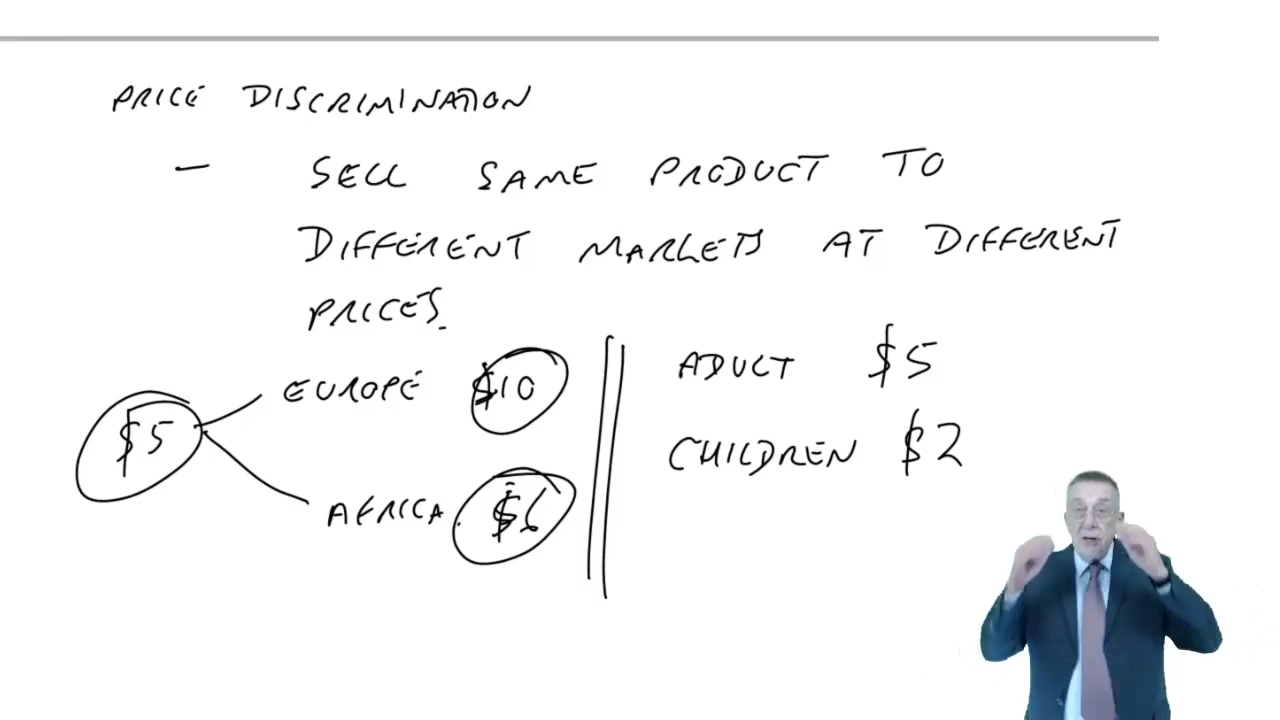 PRICE DISCRIMINATION
— SELL SAME PRODUCT TO
DIFFERENT MARKETS AT DIFFERENT
PRICES.
$5
EUROPE $10
AFRICA. $6
ADULT $5
CHILDREN $2